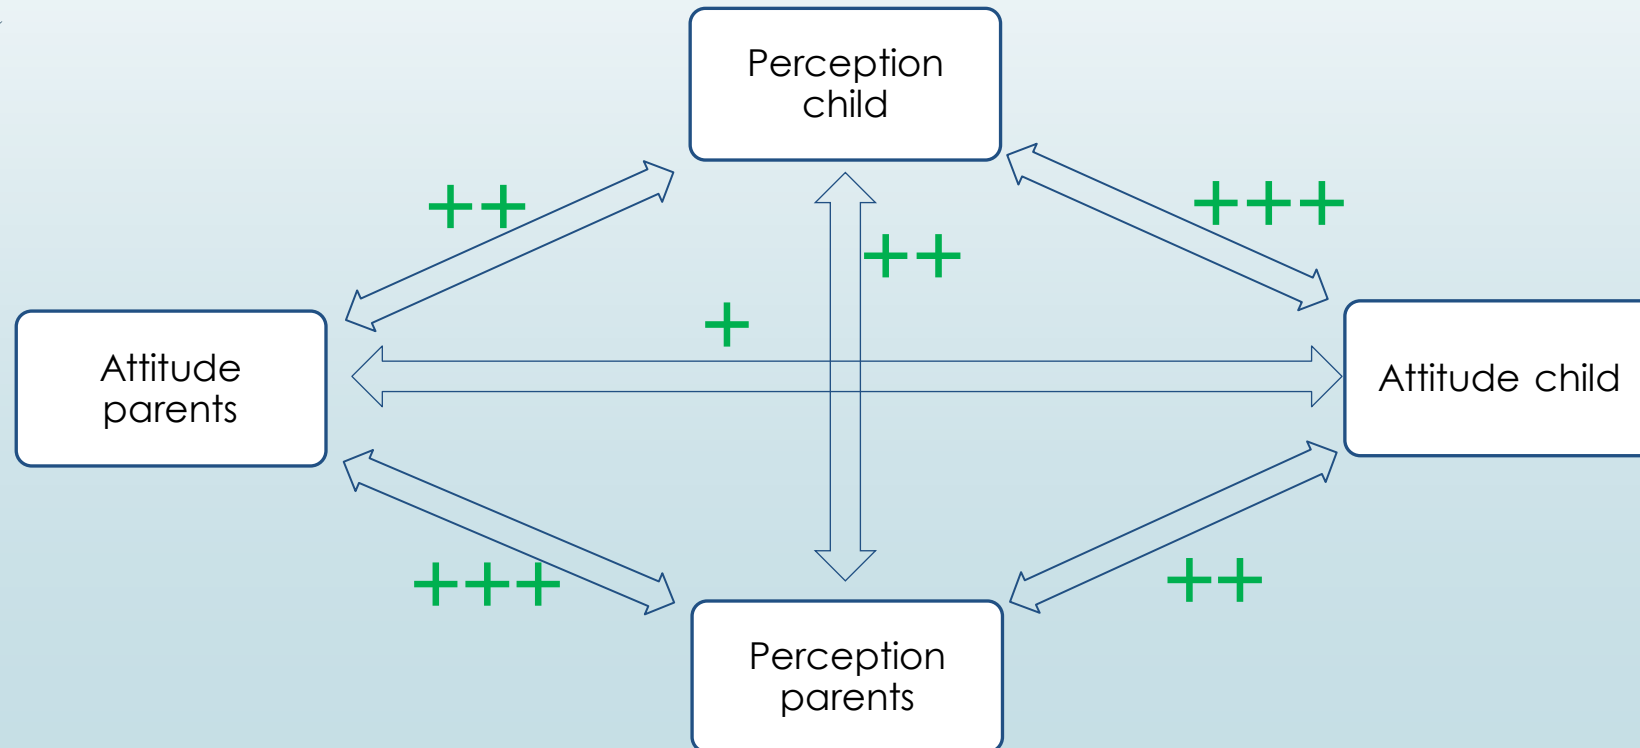 Perception
child
++
+++
++
+
Attitude
parents
Attitude child
+++
++
Perception
parents